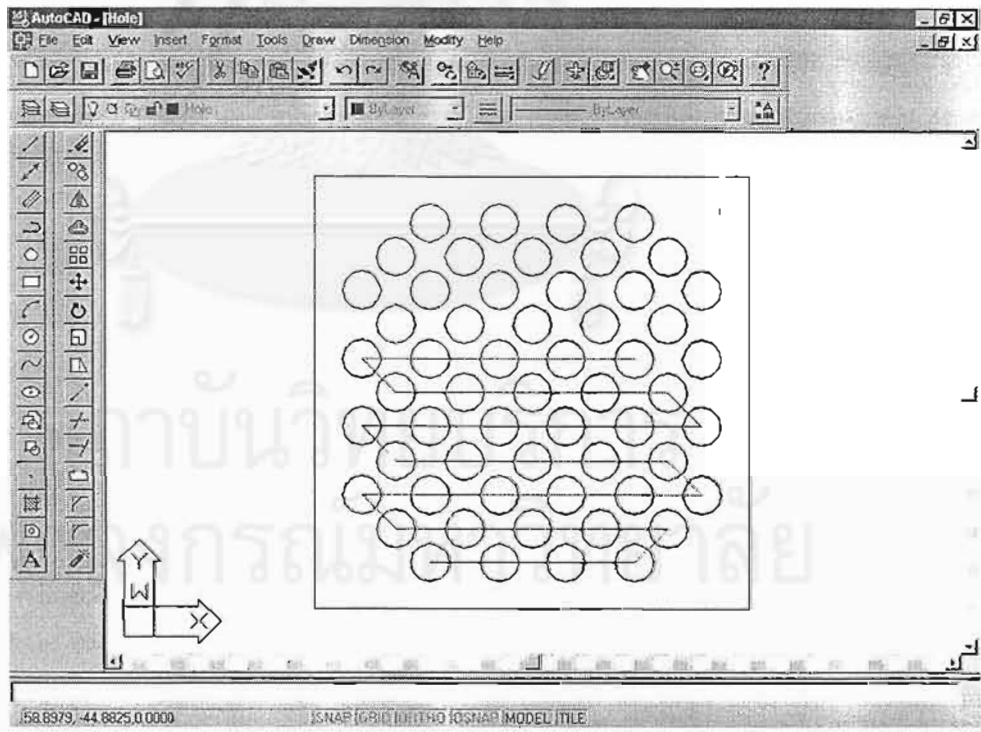 AutoCAD - [Hole]
File Edit View Insert Format Tools Draw Dimension Modify Help
?
Hole ByLayer ByLayer
A
Y
W
X
58.8979, -44.8825,0.0000 SNAP GRID ORTHO OSNAP MODEL TILE